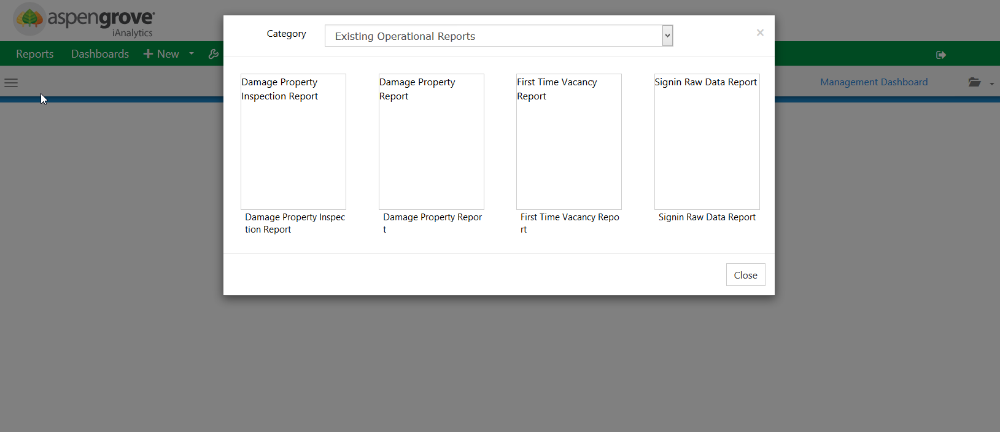 aspengrove
iAnalytics
Reports Dashboards New
Management Dashboard
Category Existing Operational Reports ×
Damage Property
Inspection Report
Damage Property Inspec
tion Report
Damage Property
Report
Damage Property Repor
t
First Time Vacancy
Report
First Time Vacancy Repo
rt
Signin Raw Data Report
Signin Raw Data Report
Close